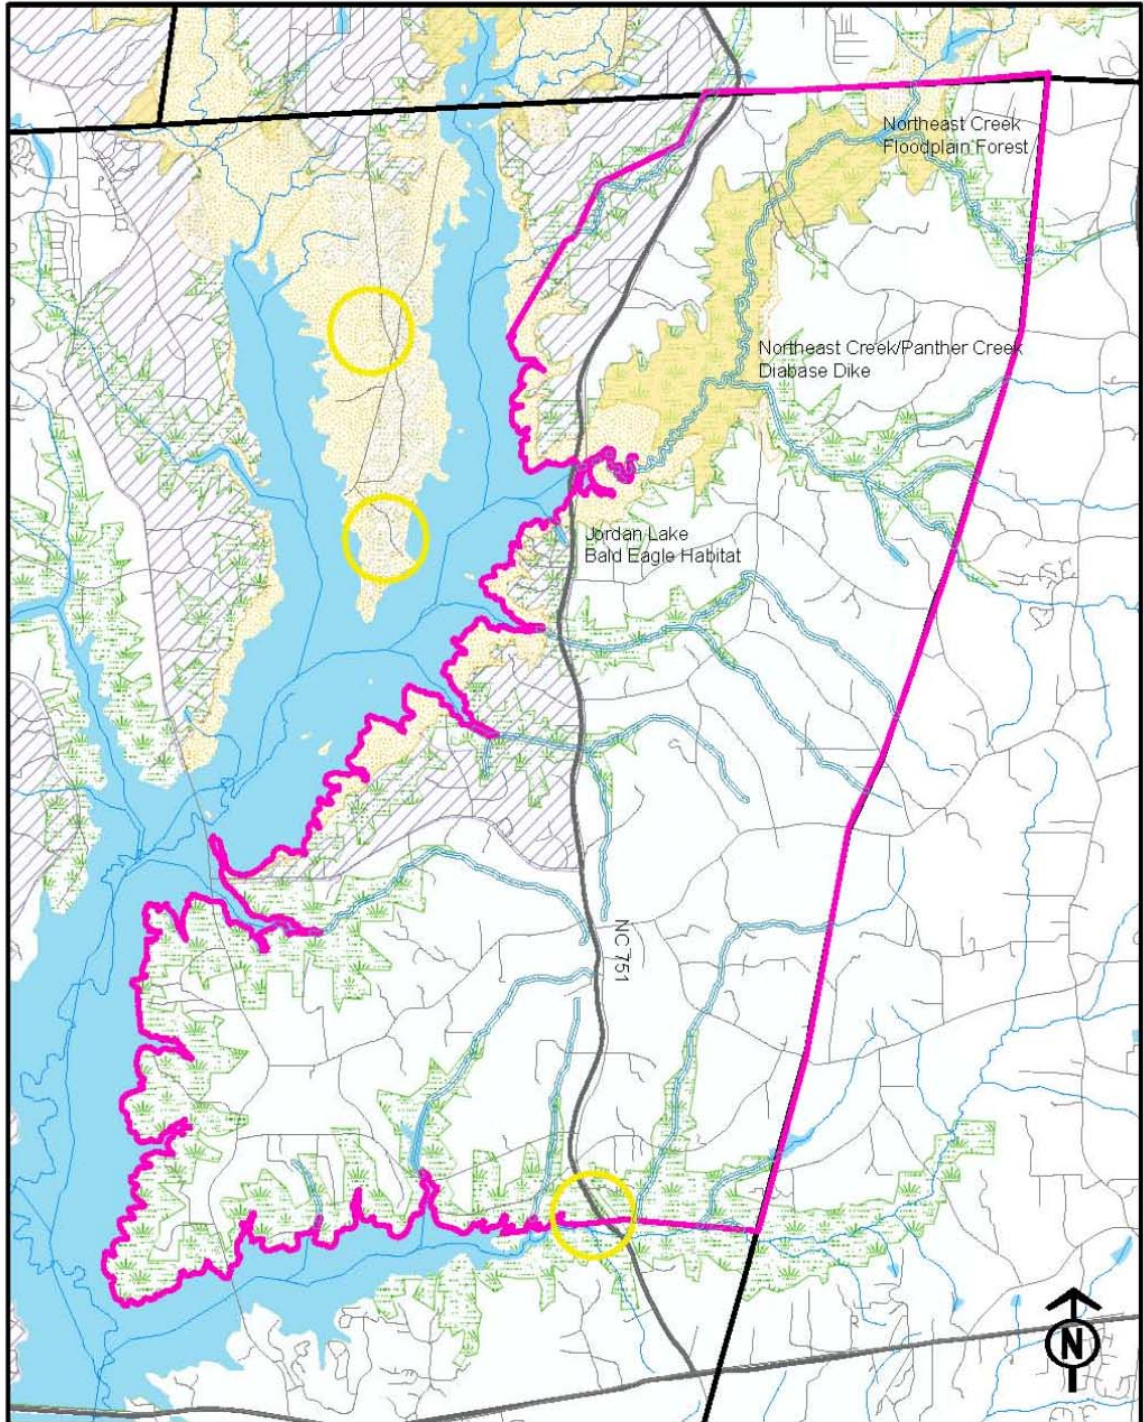 Northeast Creek
Floodplain Forest
Northeast Creek/Panther Creek
Diabase Dike
Jordan Lake
Bald Eagle Habitat
NC 751
N